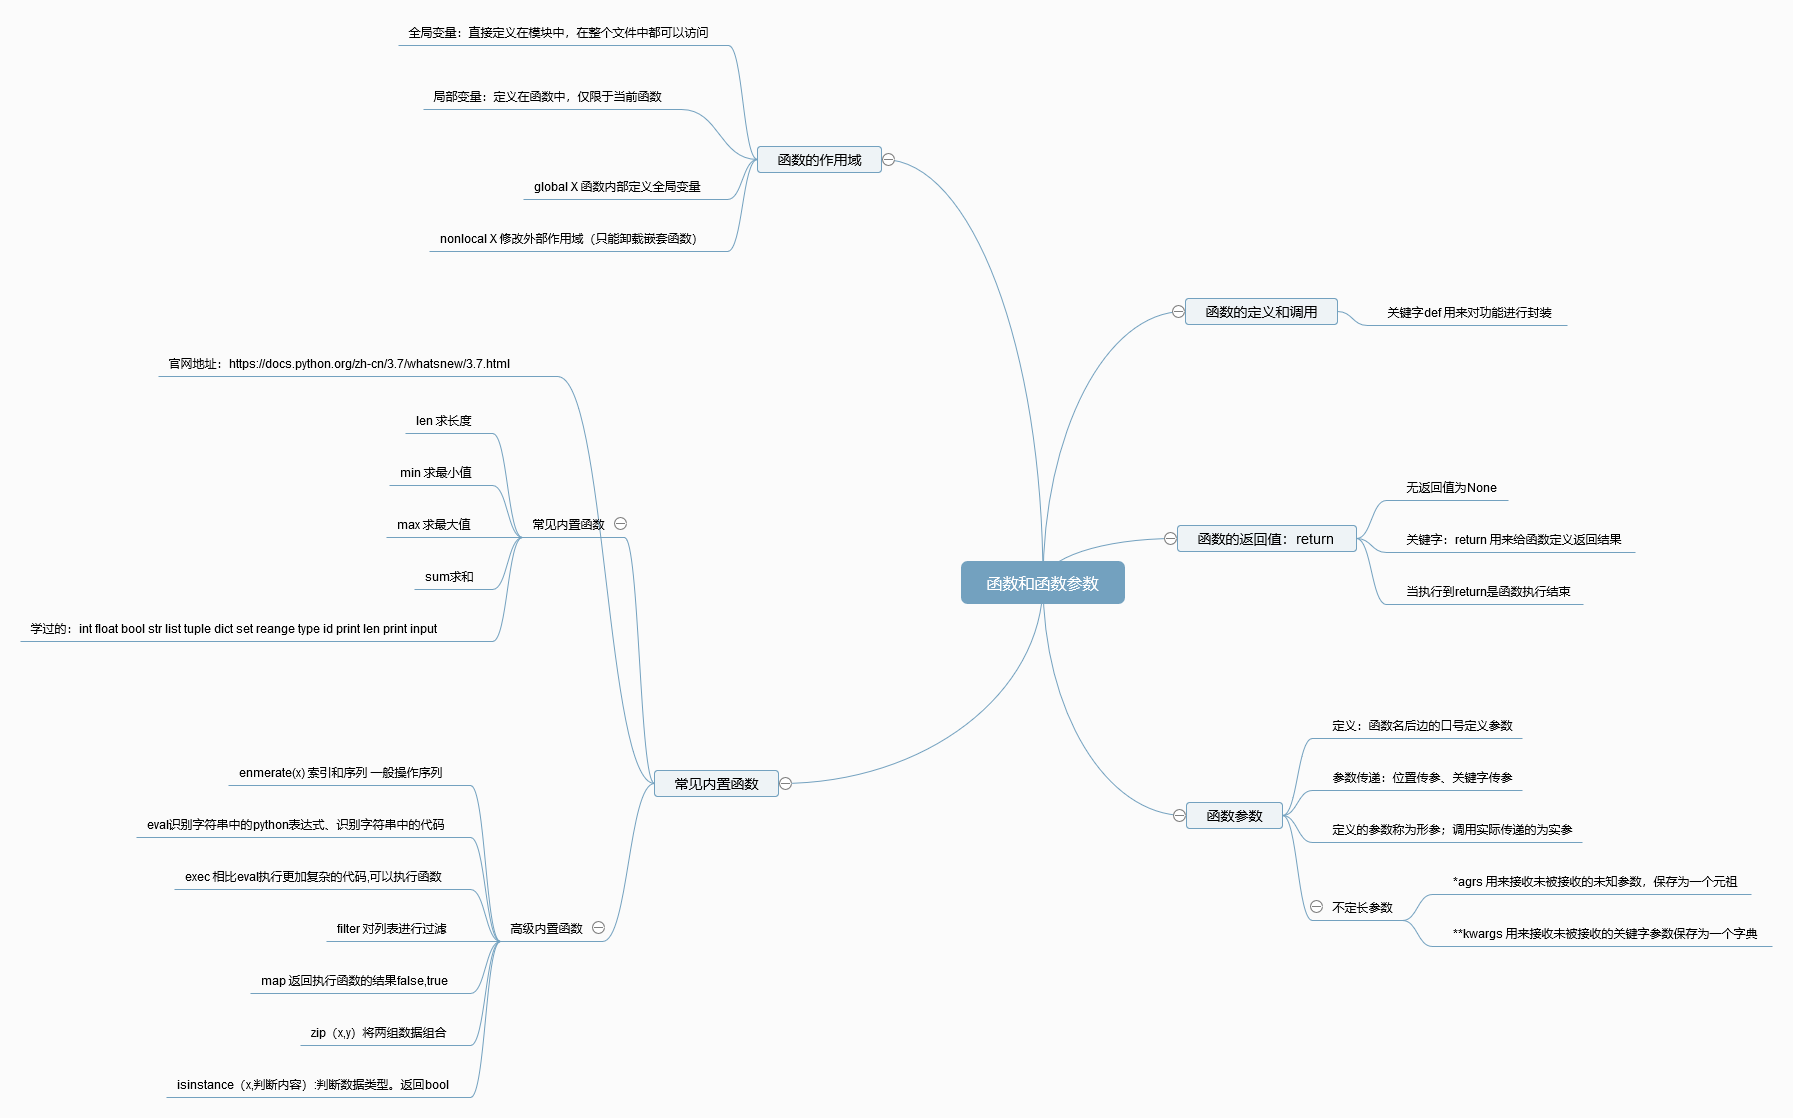 函数和函数参数
函数的定义和调用
关键字def 用来对功能进行封装
函数的返回值：return
无返回值为None
关键字：return 用来给函数定义返回结果
当执行到return是函数执行结束
函数参数
定义：函数名后边的口号定义参数
参数传递：位置传参、关键字传参
定义的参数称为形参；调用实际传递的为实参
不定长参数
*agrs 用来接收未被接收的未知参数，保存为一个元祖
**kwargs 用来接收未被接收的关键字参数保存为一个字典
函数的作用域
全局变量：直接定义在模块中，在整个文件中都可以访问
局部变量：定义在函数中，仅限于当前函数
global X 函数内部定义全局变量
nonlocal X 修改外部作用域（只能卸载嵌套函数）
常见内置函数
官网地址：https://docs.python.org/zh-cn/3.7/whatsnew/3.7.html
常见内置函数
len 求长度
min 求最小值
max 求最大值
sum求和
学过的：int float bool str list tuple dict set reange type id print len print input
高级内置函数
enmerate(x) 索引和序列 一般操作序列
eval识别字符串中的python表达式、识别字符串中的代码
exec 相比eval执行更加复杂的代码,可以执行函数
filter 对列表进行过滤
map 返回执行函数的结果false,true
zip（x,y）将两组数据组合
isinstance（x,判断内容）:判断数据类型。返回bool